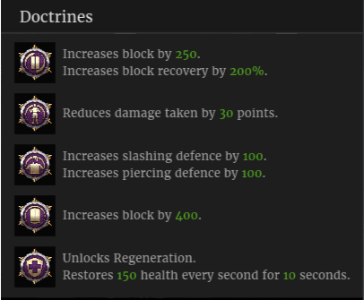 Doctrines
Increases block by 250.
Increases block recovery by 200%.
Reduces damage taken by 30 points.
Increases slashing defence by 100.
Increases piercing defence by 100.
Increases block by 400.
Unlocks Regeneration.
Restores 150 health every second for 10 seconds.